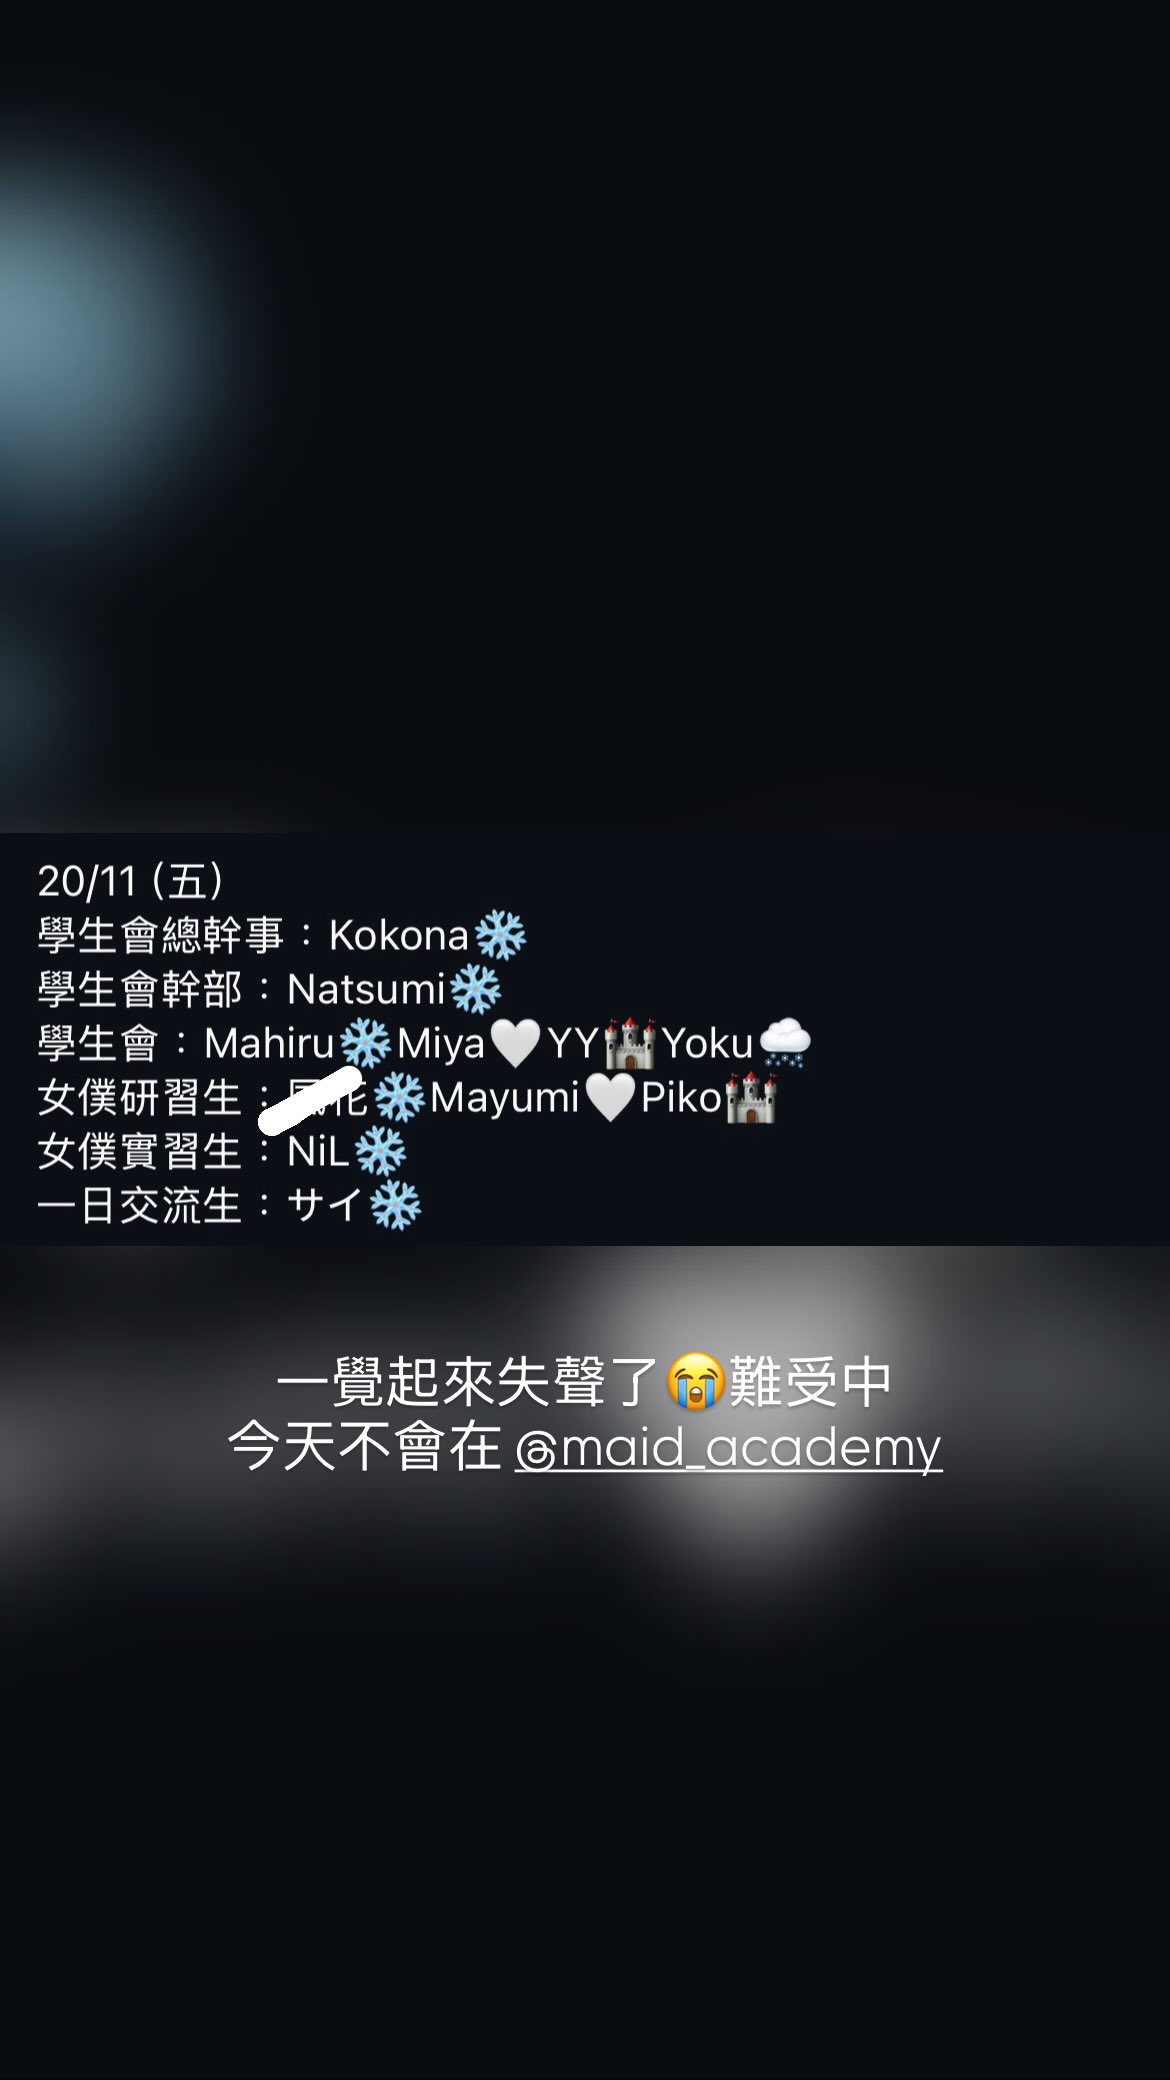 20/11（五）
學生會總幹事：Kokona❄️
學生會幹部：Natsumi❄️
學生會：Mahiru❄️Miya🤍YY🏰Yoku🌨️
女僕研習生：花❄️Mayumi🤍Piko🏰
女僕實習生：NiL❄️
一日交流生：サイ❄️
一覺起來失聲了😭難受中
今天不會在 @maid_academy